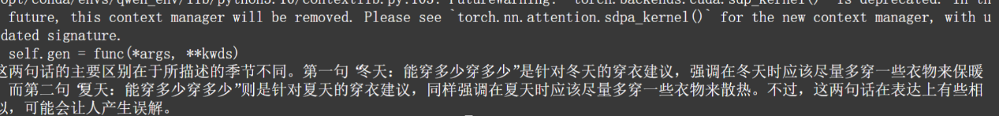 opt/conda/envs/qwen_env/lib/python3.10/contextlib.py:103: FutureWarning: `torch.backends.cuda.sdp_kernel()` is deprecated. In th
future, this context manager will be removed. Please see `torch.nn.attention.sdpa_kernel()` for the new context manager, with u
dated signature.
self.gen = func(*args, **kwds)
这两句话的主要区别在于所描述的季节不同。第一句“冬天：能穿多少穿多少”是针对冬天的穿衣建议，强调在冬天时应该尽量多穿一些衣物来保暖
而第二句“夏天：能穿多少穿多少”则是针对夏天的穿衣建议，同样强调在夏天时应该尽量多穿一些衣物来散热。不过，这两句话在表达上有些相
以，可能会让人产生误解。